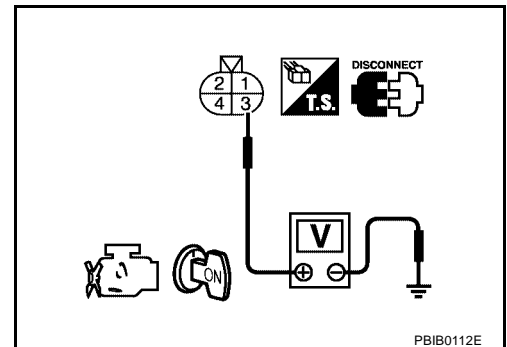 DISCONNECT
2 1
4 3
T.S.
V
ON
+ −
PBIB0112E